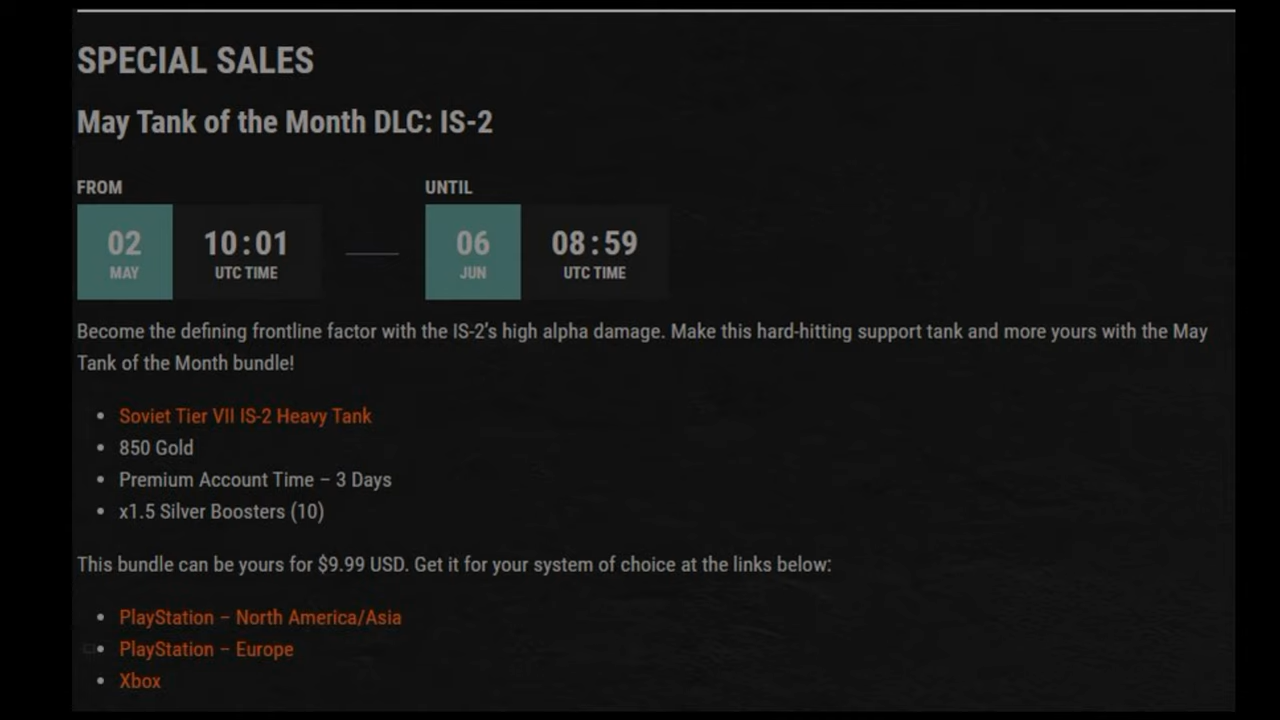 SPECIAL SALES
May Tank of the Month DLC: IS-2
FROM
UNTIL
02
MAY
10:01
UTC TIME
06
JUN
08:59
UTC TIME
Become the defining frontline factor with the IS-2's high alpha damage. Make this hard-hitting support tank and more yours with the May
Tank of the Month bundle!
• Soviet Tier VII IS-2 Heavy Tank
• 850 Gold
• Premium Account Time – 3 Days
• x1.5 Silver Boosters (10)
This bundle can be yours for $9.99 USD. Get it for your system of choice at the links below:
• PlayStation – North America/Asia
• PlayStation – Europe
• Xbox